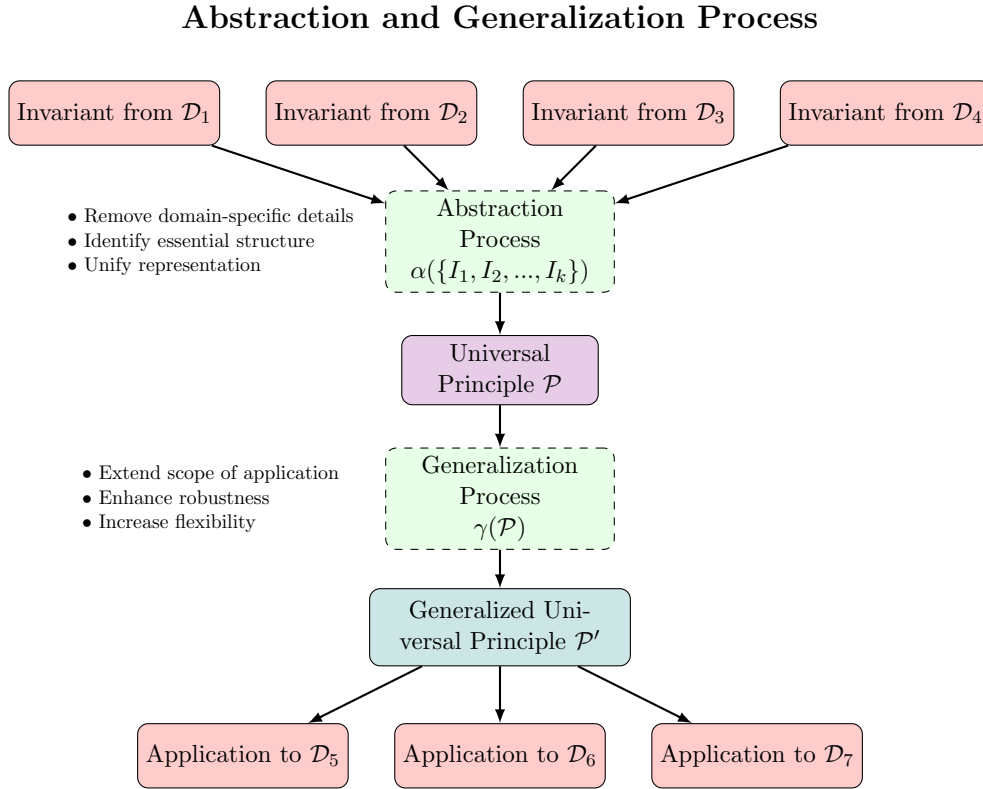 Abstraction and Generalization Process
Invariant from 𝒟₁
Invariant from 𝒟₂
Invariant from 𝒟₃
Invariant from 𝒟₄
• Remove domain-specific details
• Identify essential structure
• Unify representation
Abstraction
Process
α({I₁, I₂, ..., Iₖ})
Universal
Principle 𝒫
• Extend scope of application
• Enhance robustness
• Increase flexibility
Generalization
Process
γ(𝒫)
Generalized Uni-
versal Principle 𝒫′
Application to 𝒟₅
Application to 𝒟₆
Application to 𝒟₇